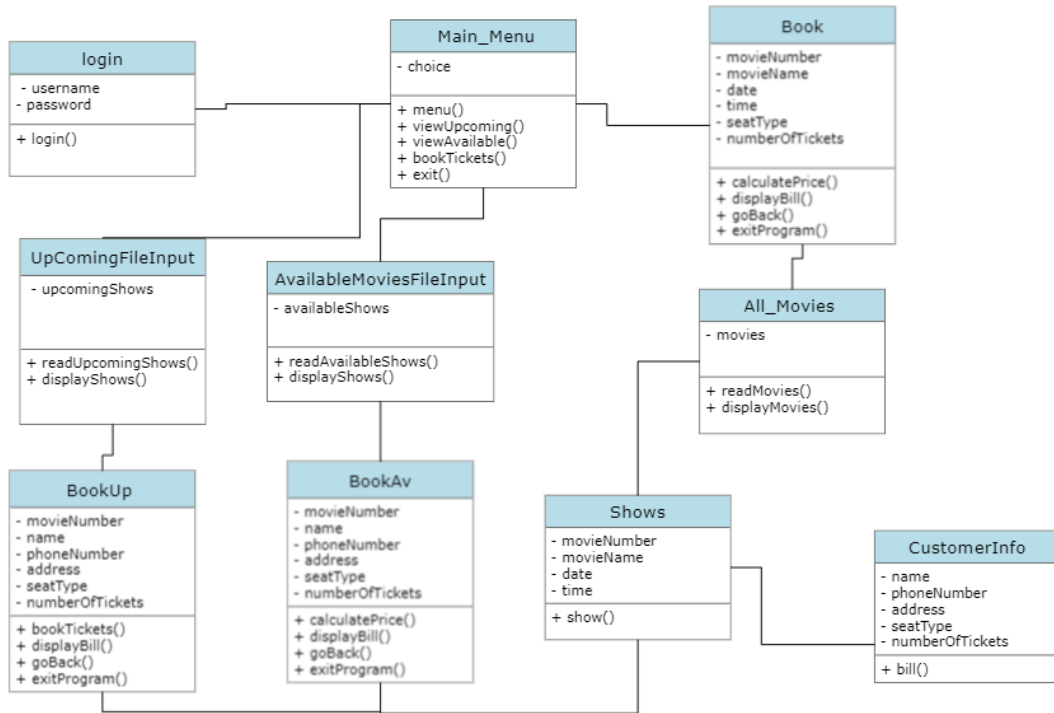 login
- username
- password
+ login()
Main_Menu
- choice
+ menu()
+ viewUpcoming()
+ viewAvailable()
+ bookTickets()
+ exit()
Book
- movieNumber
- movieName
- date
- time
- seatType
- numberOfTickets
+ calculatePrice()
+ displayBill()
+ goBack()
+ exitProgram()
UpComingFileInput
- upcomingShows
+ readUpcomingShows()
+ displayShows()
AvailableMoviesFileInput
- availableShows
+ readAvailableShows()
+ displayShows()
All_Movies
- movies
+ readMovies()
+ displayMovies()
BookUp
- movieNumber
- name
- phoneNumber
- address
- seatType
- numberOfTickets
+ bookTickets()
+ displayBill()
+ goBack()
+ exitProgram()
BookAv
- movieNumber
- name
- phoneNumber
- address
- seatType
- numberOfTickets
+ calculatePrice()
+ displayBill()
+ goBack()
+ exitProgram()
Shows
- movieNumber
- movieName
- date
- time
+ show()
CustomerInfo
- name
- phoneNumber
- address
- seatType
- numberOfTickets
+ bill()